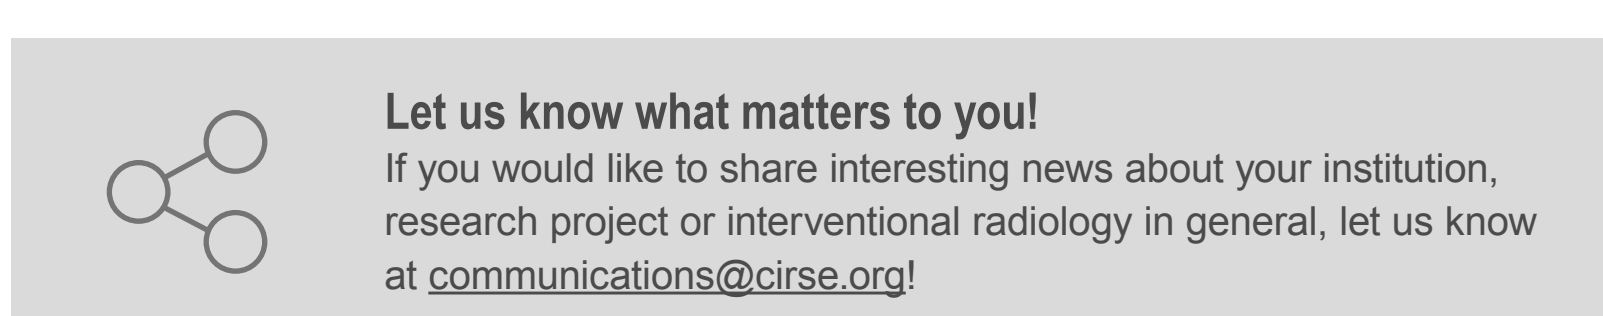 Let us know what matters to you!
If you would like to share interesting news about your institution,
research project or interventional radiology in general, let us know
at communications@cirse.org!